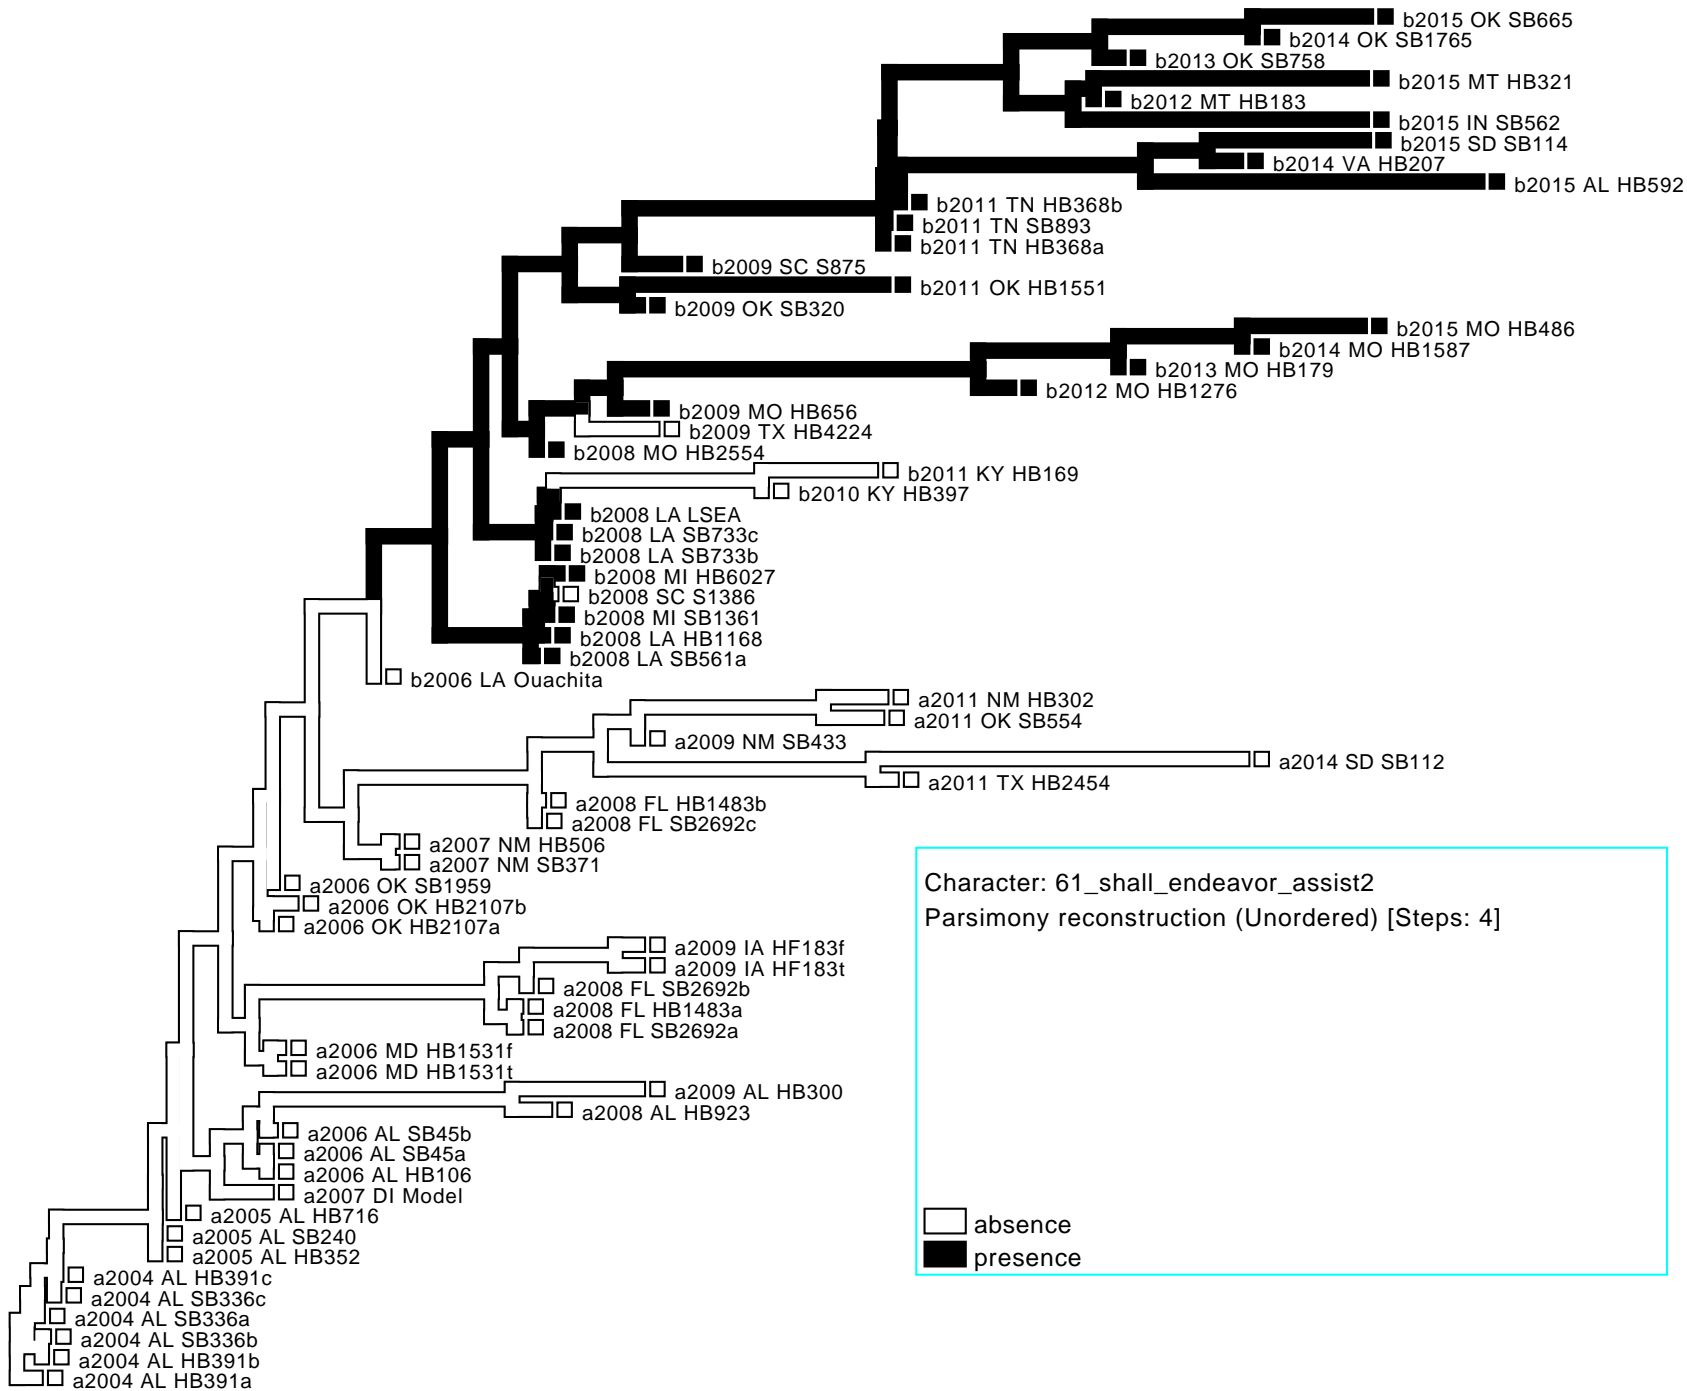 b2015 OK SB665
b2014 OK SB1765
b2013 OK SB758
b2015 MT HB321
b2012 MT HB183
b2015 IN SB562
b2015 SD SB114
b2014 VA HB207
b2015 AL HB592
b2011 TN HB368b
b2011 TN SB893
b2011 TN HB368a
b2009 SC S875
b2011 OK HB1551
b2009 OK SB320
b2015 MO HB486
b2014 MO HB1587
b2013 MO HB179
b2012 MO HB1276
b2009 MO HB656
b2009 TX HB4224
b2008 MO HB2554
b2011 KY HB169
b2010 KY HB397
b2008 LA LSEA
b2008 LA SB733c
b2008 LA SB733b
b2008 MI HB6027
b2008 SC S1386
b2008 MI SB1361
b2008 LA HB1168
b2008 LA SB561a
b2006 LA Ouachita
a2011 NM HB302
a2011 OK SB554
a2009 NM SB433
a2014 SD SB112
a2011 TX HB2454
a2008 FL HB1483b
a2008 FL SB2692c
a2007 NM HB506
a2007 NM SB371
a2006 OK SB1959
a2006 OK HB2107b
a2006 OK HB2107a
a2009 IA HF183f
a2009 IA HF183t
a2008 FL SB2692b
a2008 FL HB1483a
a2008 FL SB2692a
a2006 MD HB1531f
a2006 MD HB1531t
a2009 AL HB300
a2008 AL HB923
a2006 AL SB45b
a2006 AL SB45a
a2006 AL HB106
a2007 DI Model
a2005 AL HB716
a2005 AL SB240
a2005 AL HB352
a2004 AL HB391c
a2004 AL SB336c
a2004 AL SB336a
a2004 AL SB336b
a2004 AL HB391b
a2004 AL HB391a
Character: 61_shall_endeavor_assist2
Parsimony reconstruction (Unordered) [Steps: 4]
absence
presence